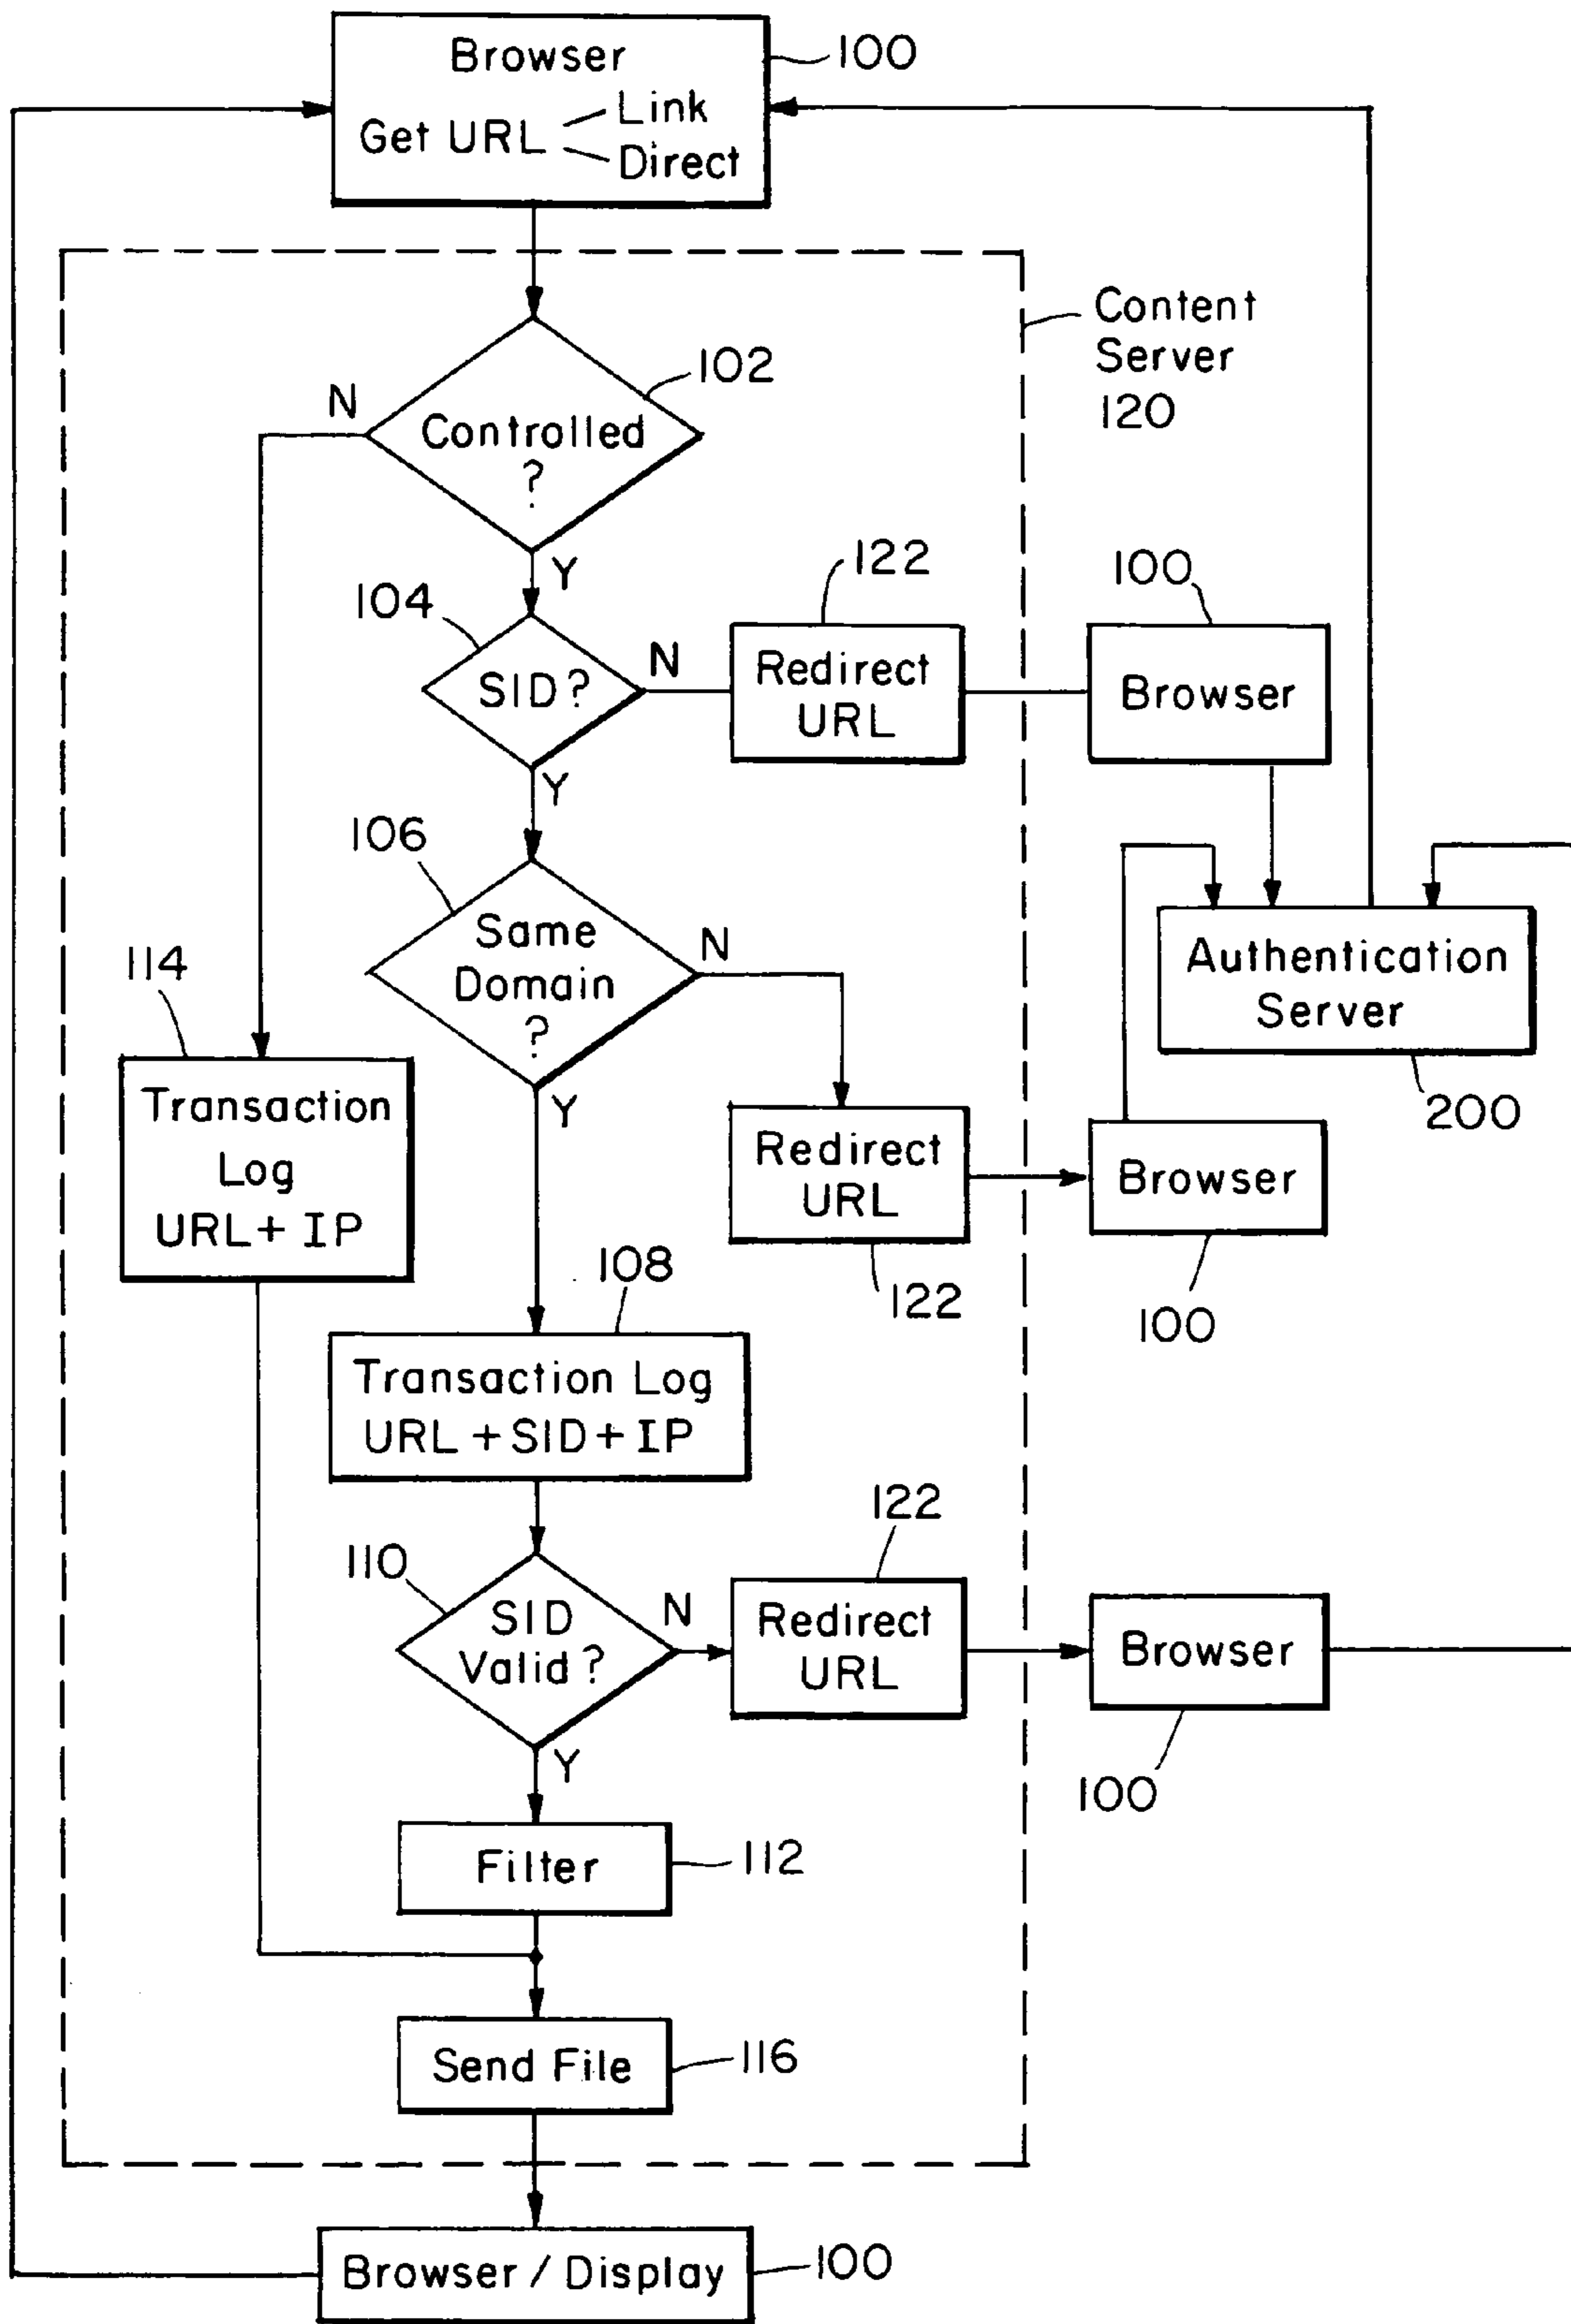 Browser
100
Get URL
Link
Direct
Content
Server
120
102
N
Controlled
?
Y
104
SID?
N
122
Redirect
URL
100
Browser
Y
106
Same
Domain
?
N
Authentication
Server
200
114
Transaction
Log
URL+ IP
Y
Redirect
URL
122
Browser
100
108
Transaction Log
URL+SID+IP
110
SID
Valid?
N
122
Redirect
URL
Browser
100
Y
Filter
112
Send File
116
Browser / Display
100